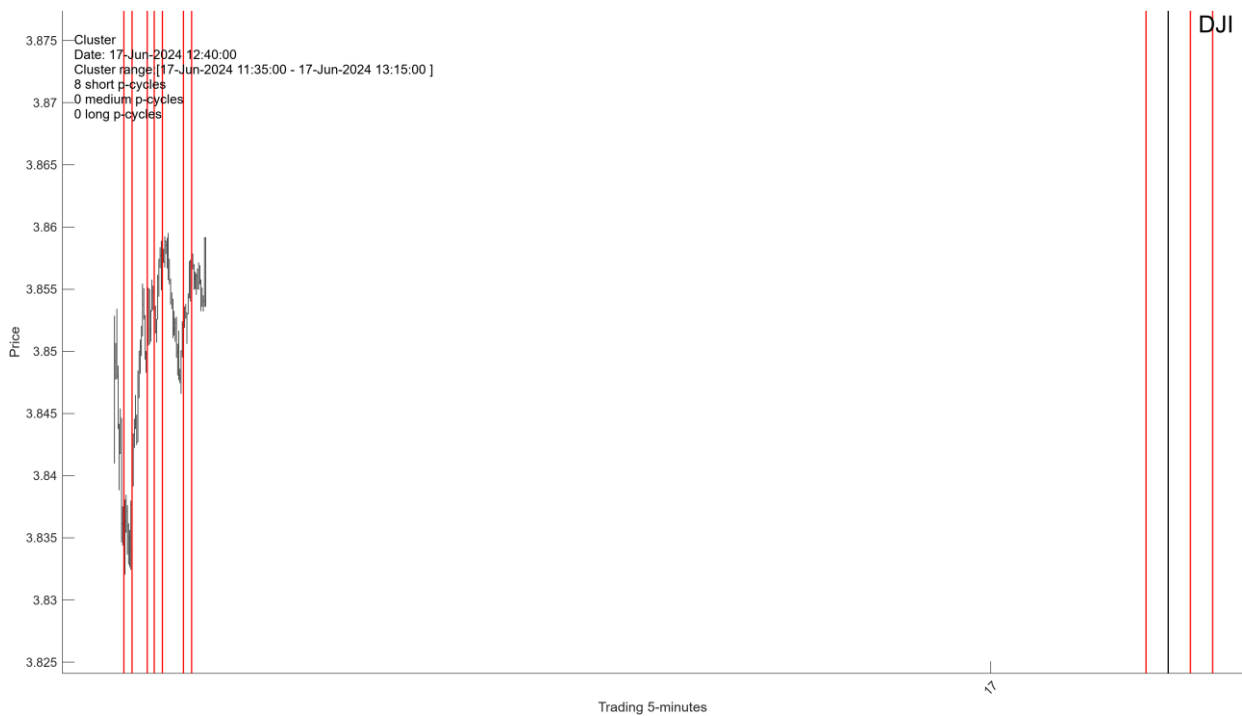 DJI
Cluster
Date: 17-Jun-2024 12:40:00
Cluster range [17-Jun-2024 11:35:00 - 17-Jun-2024 13:15:00 ]
8 short p-cycles
0 medium p-cycles
0 long p-cycles
3.875
3.87
3.865
3.86
3.855
3.85
3.845
3.84
3.835
3.83
3.825
Price
17
Trading 5-minutes